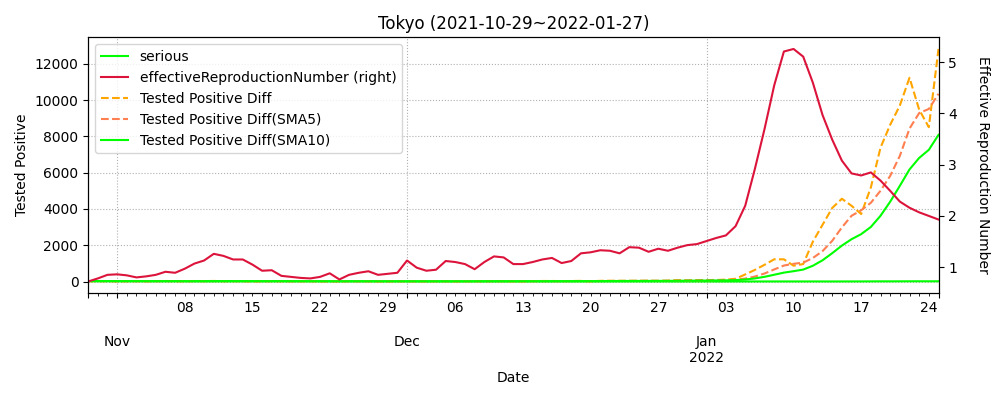 Tokyo (2021-10-29~2022-01-27)
serious
effectiveReproductionNumber (right)
Tested Positive Diff
Tested Positive Diff(SMA5)
Tested Positive Diff(SMA10)
Tested Positive
12000
10000
8000
6000
4000
2000
0
5
4
3
2
1
Effective Reproduction Number
08 15 22 29 06 13 20 27 03 10 17 24
Nov Dec Jan
2022
Date